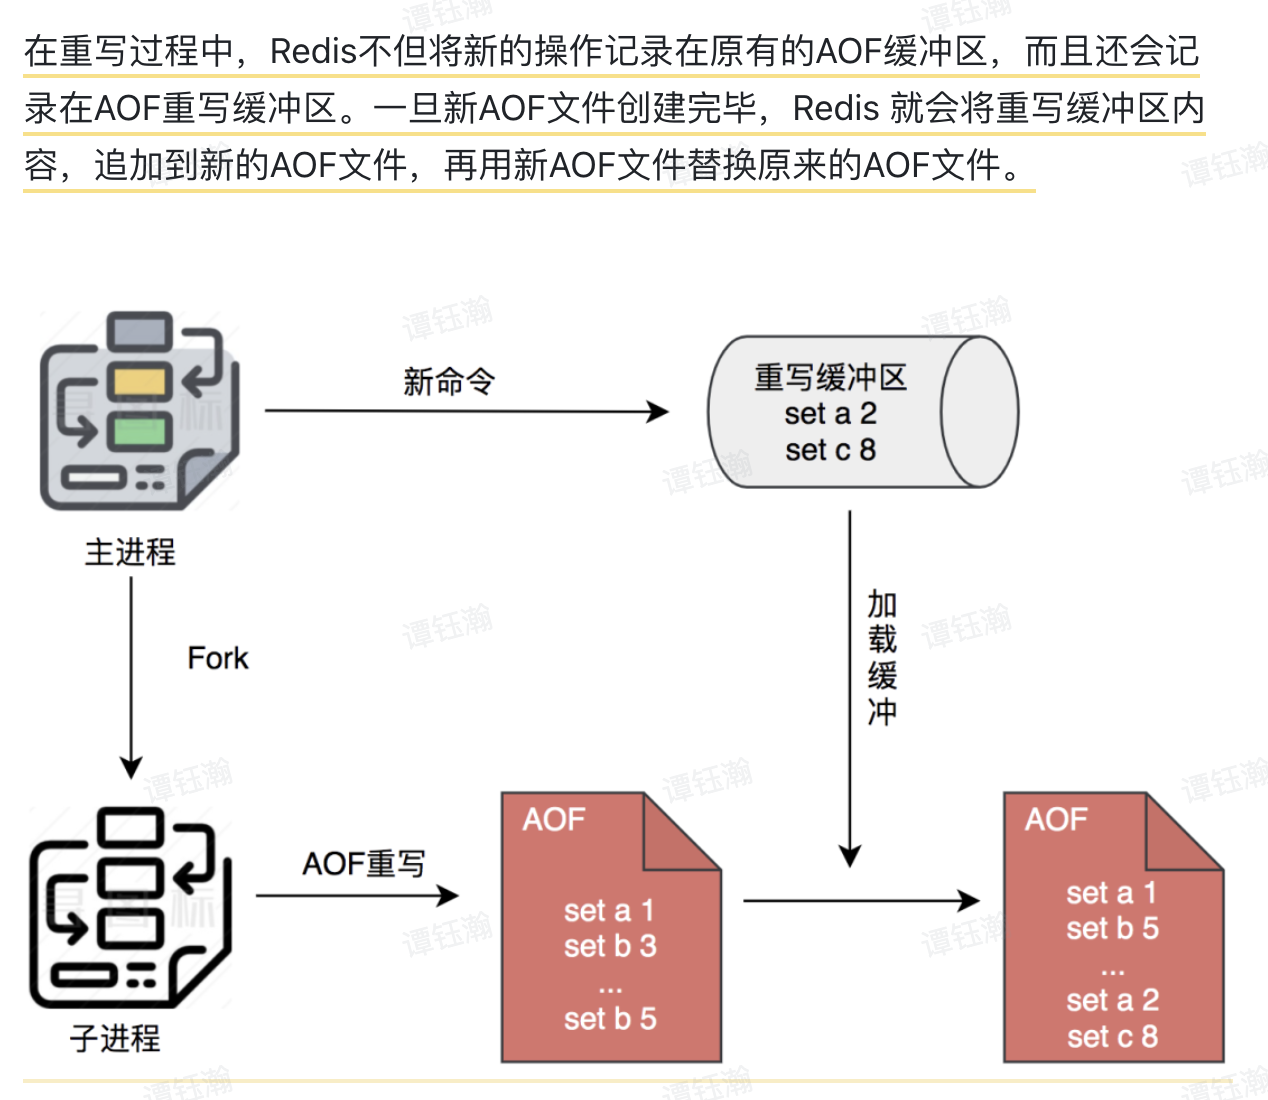 在重写过程中，Redis不但将新的操作记录在原有的AOF缓冲区，而且还会记
录在AOF重写缓冲区。一旦新AOF文件创建完毕，Redis 就会将重写缓冲区内
容，追加到新的AOF文件，再用新AOF文件替换原来的AOF文件。
新命令
重写缓冲区
set a 2
set c 8
主进程
Fork
加载缓冲
AOF重写
子进程
AOF
set a 1
set b 3
...
set b 5
AOF
set a 1
set b 5
...
set a 2
set c 8
谭钰瀚